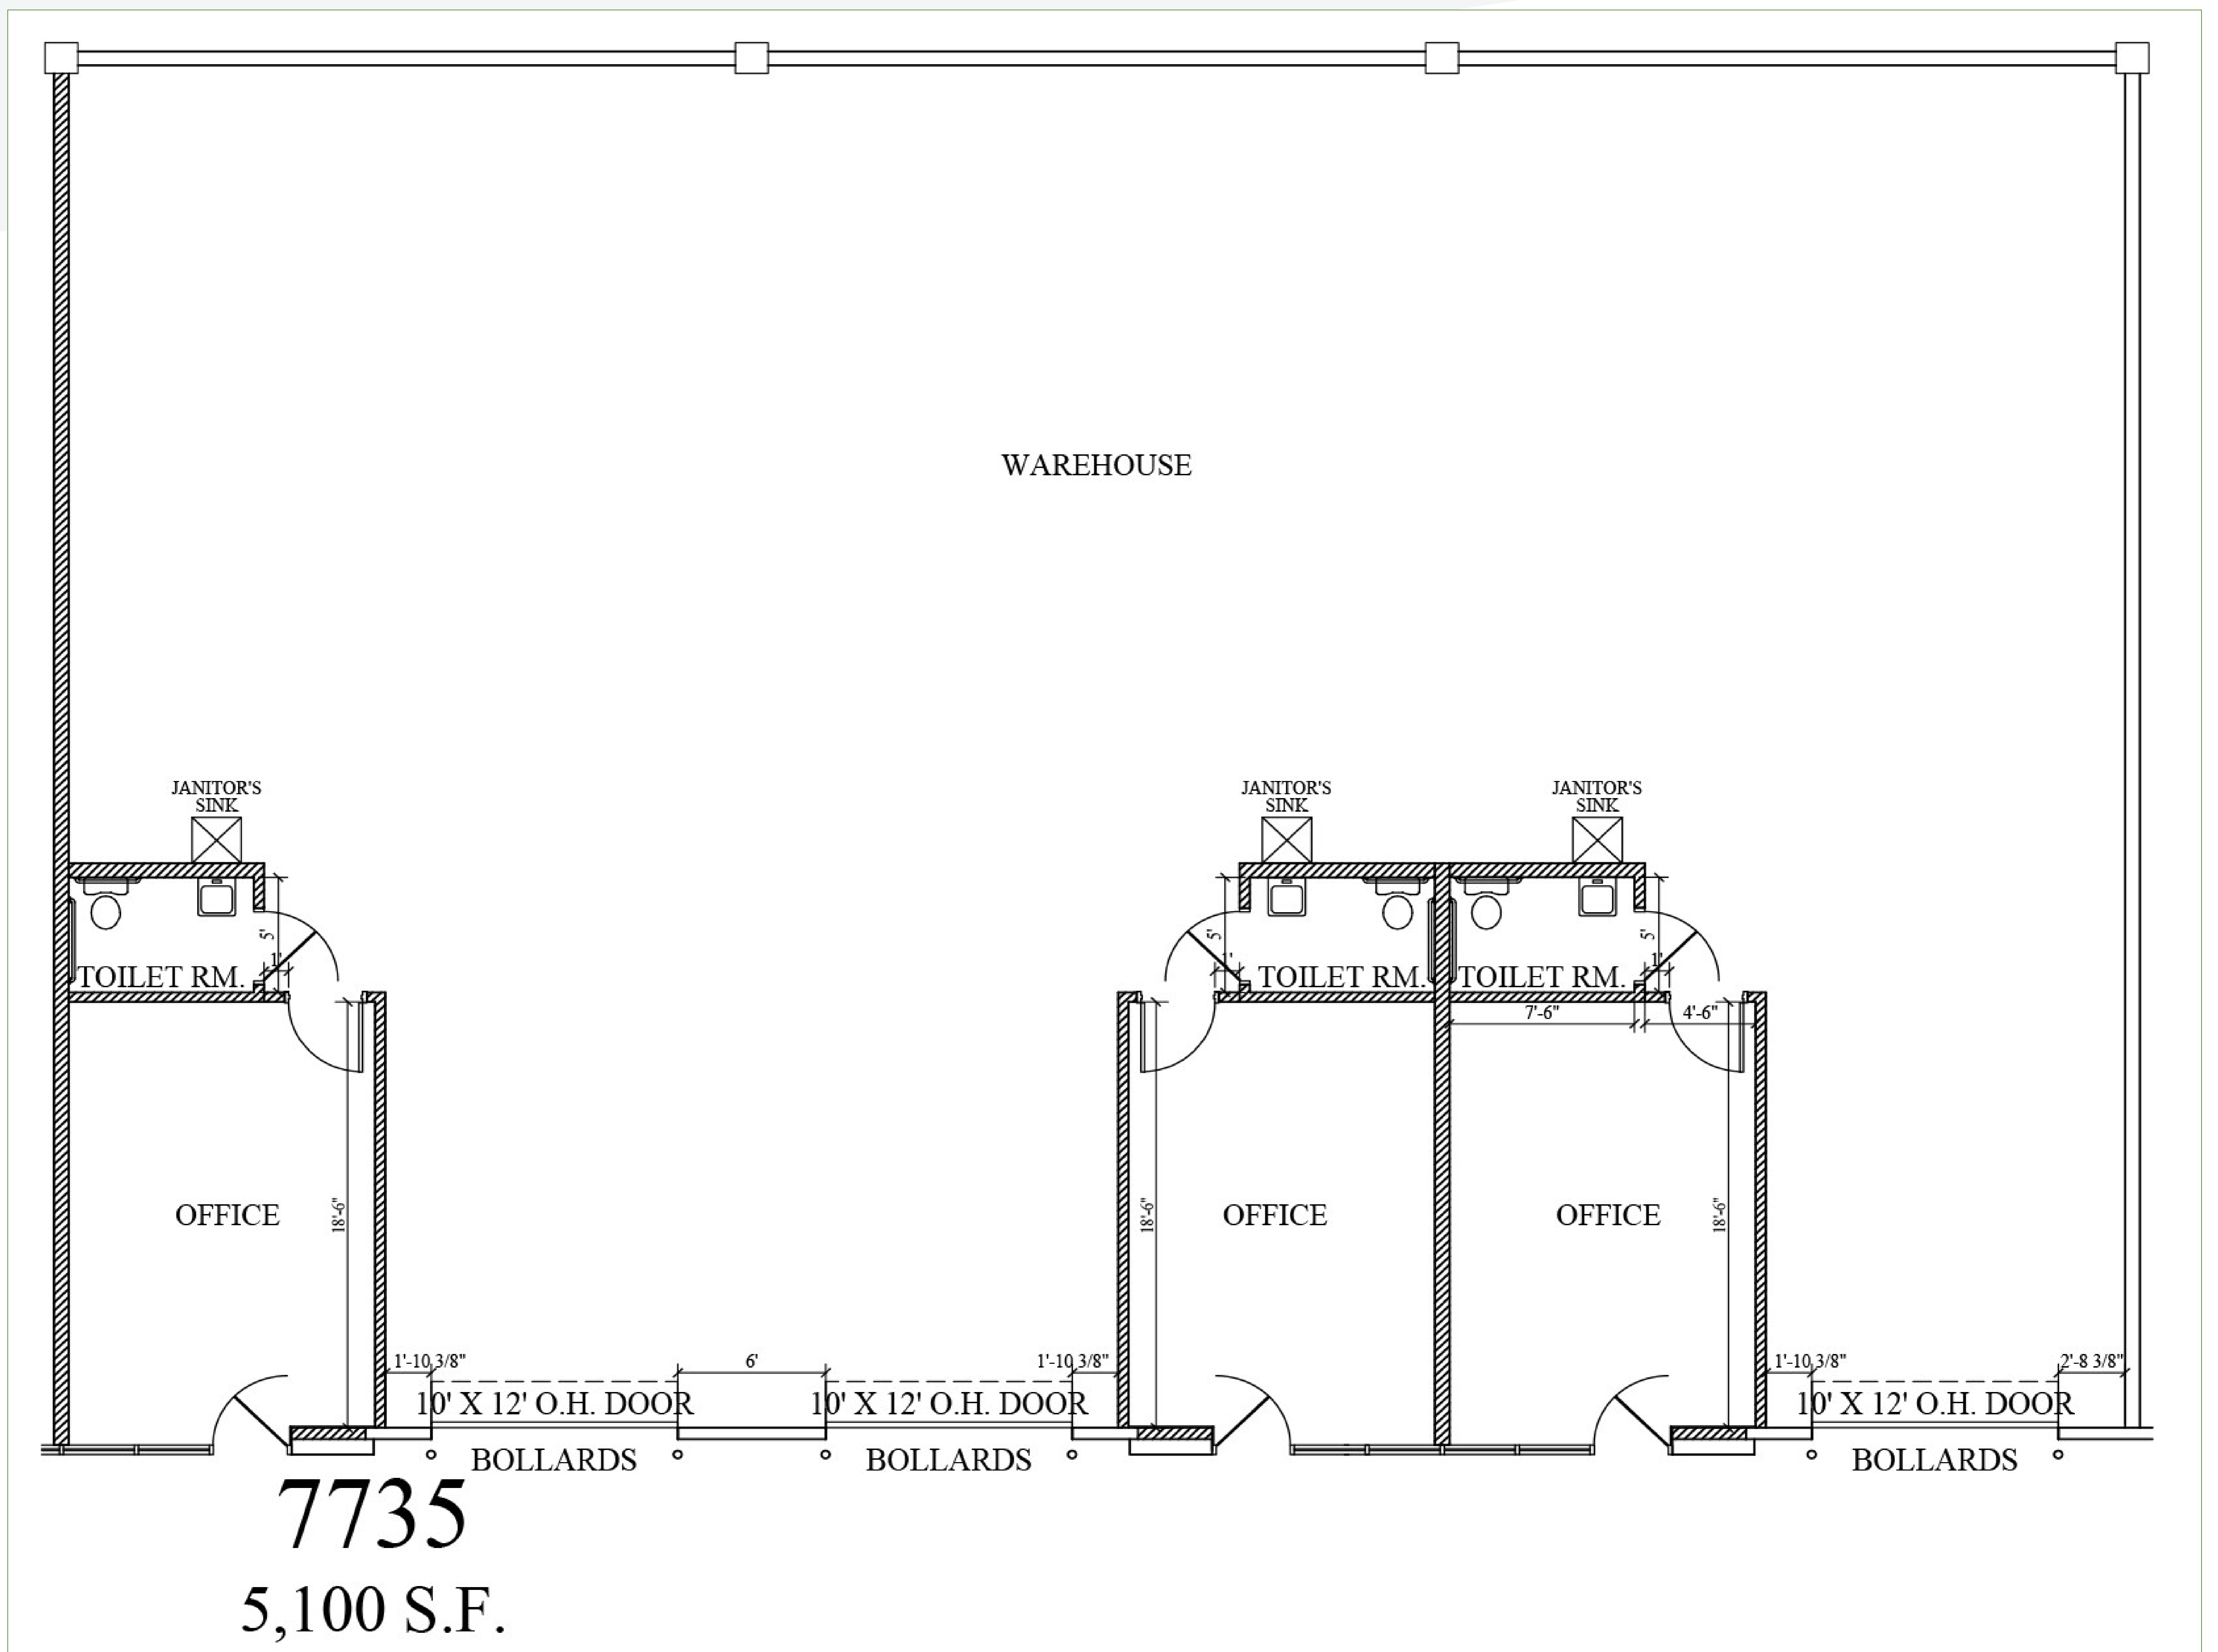 WAREHOUSE
JANITOR'S
SINK
JANITOR'S
SINK
JANITOR'S
SINK
5'
1'
TOILET RM.
5'
1'
TOILET RM.
TOILET RM.
5'
1'
7'-6"
4'-6"
OFFICE
18'-6"
18'-6"
OFFICE
OFFICE
18'-6"
1'-10 3/8"
6'
1'-10 3/8"
1'-10 3/8"
2'-8 3/8"
10' X 12' O.H. DOOR
10' X 12' O.H. DOOR
10' X 12' O.H. DOOR
BOLLARDS
BOLLARDS
BOLLARDS
7735
5,100 S.F.